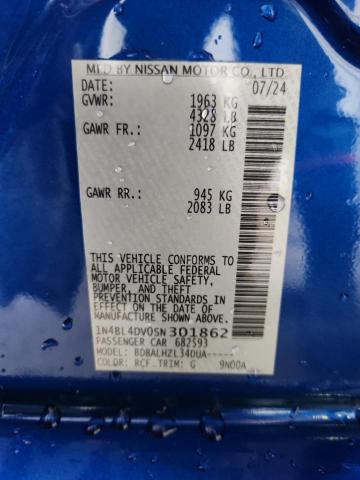 MFD BY NISSAN MOTOR CO., LTD.
DATE: 07/24
GVWR: 1963 KG
4328 LB
GAWR FR.: 1097 KG
2418 LB
GAWR RR.: 945 KG
2083 LB
THIS VEHICLE CONFORMS TO
ALL APPLICABLE FEDERAL
MOTOR VEHICLE SAFETY,
BUMPER, AND THEFT
PREVENTION STANDARDS IN
EFFECT ON THE DATE OF
MANUFACTURE SHOWN ABOVE.
1N4BL4DV0SN301862
PASSENGER CAR 682593
MODEL: BDBALHZL34DUA-----
COLOR: RCF TRIM: G 9N00A